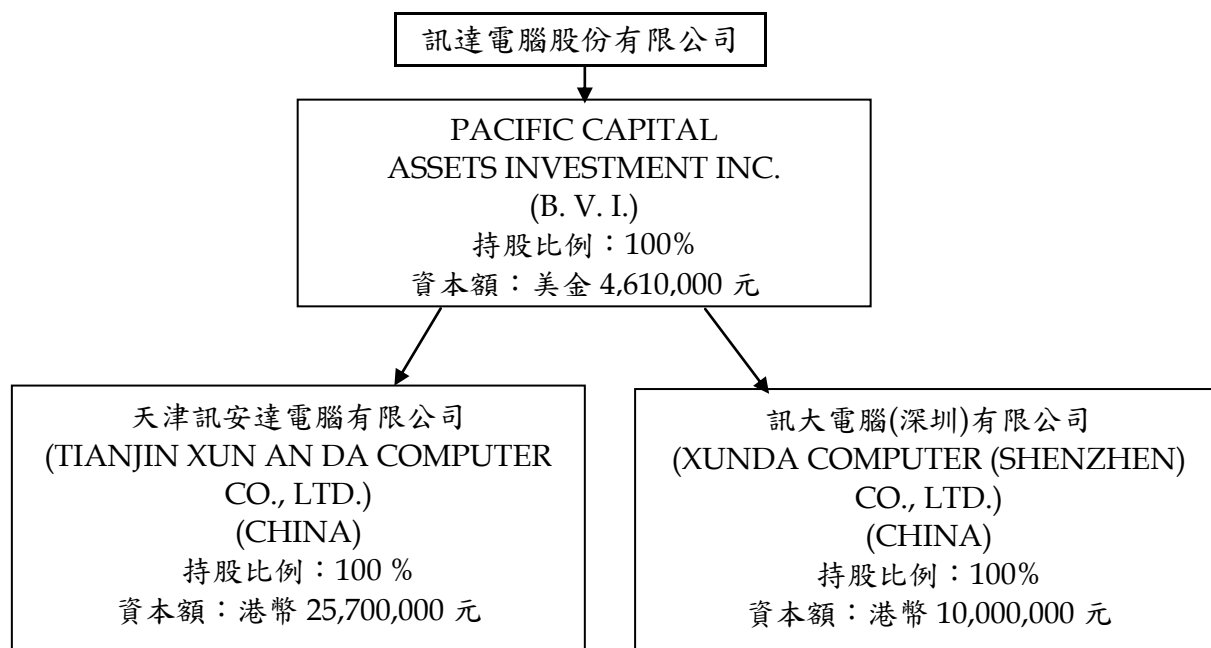 訊達電腦股份有限公司
PACIFIC CAPITAL
ASSETS INVESTMENT INC.
(B. V. I.)
持股比例：100%
資本額：美金 4,610,000 元
天津訊安達電腦有限公司
(TIANJIN XUN AN DA COMPUTER
CO., LTD.)
(CHINA)
持股比例：100 %
資本額：港幣 25,700,000 元
訊大電腦(深圳)有限公司
(XUNDA COMPUTER (SHENZHEN)
CO., LTD.)
(CHINA)
持股比例：100%
資本額：港幣 10,000,000 元